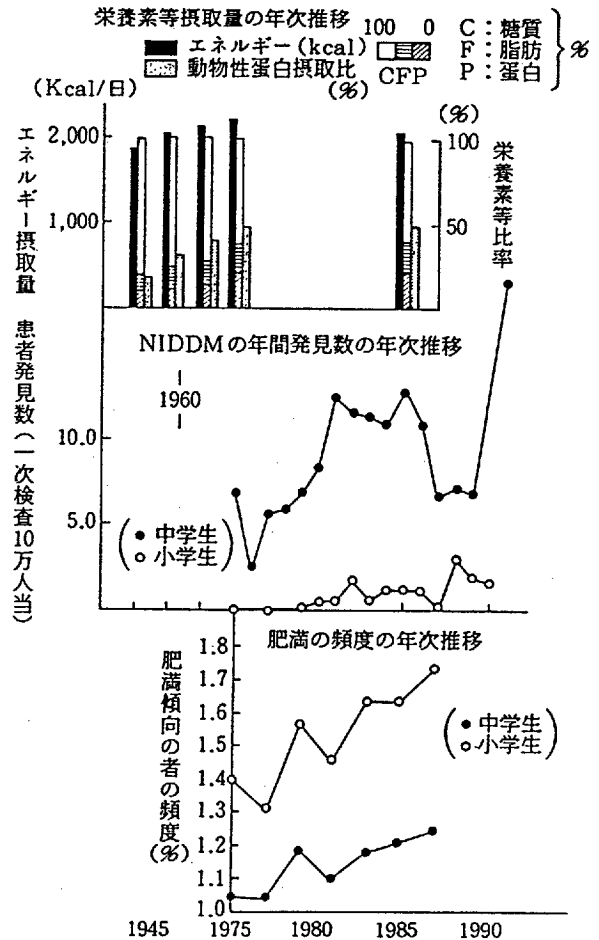 栄養素等摂取量の年次推移
100 0
C：糖質
F：脂肪
P：蛋白
%
エネルギー(kcal)
動物性蛋白摂取比
CFP
(Kcal/日)
(%)
(%)
2,000
1,000
100
50
エネルギー摂取量
栄養素等比率
NIDDMの年間発見数の年次推移
1960
患者発見数(一次検査10万人当)
10.0
5.0
中学生
小学生
肥満の頻度の年次推移
肥満傾向の者の頻度
(%)
1.8
1.7
1.6
1.5
1.4
1.3
1.2
1.1
1.0
中学生
小学生
1945 1975 1980 1985 1990